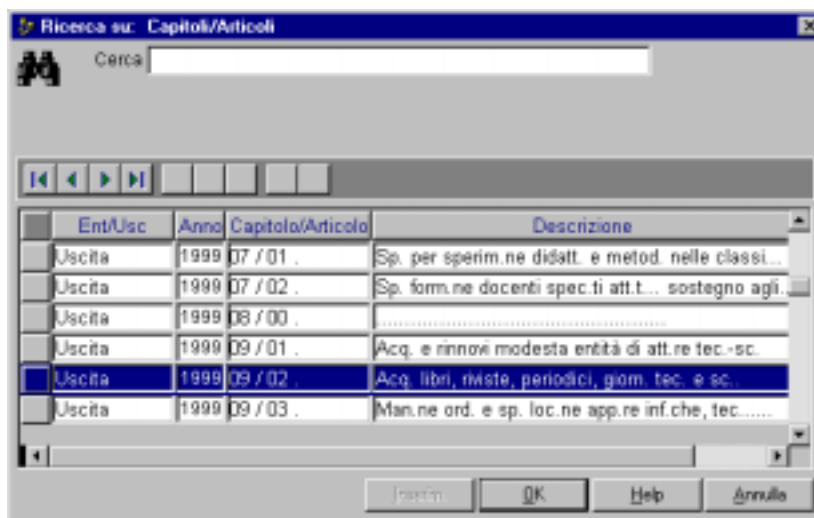 Ricerca su: Capitoli/Articoli
Cerca
Ent/Usc Anno Capitolo/Articolo Descrizione
Uscita 1999 07 / 01 . Sp. per sperim.ne didatt. e metod. nelle classi...
Uscita 1999 07 / 02 . Sp. form.ne docenti spec.ti att.t... sostegno agli...
Uscita 1999 08 / 00 . ................................................
Uscita 1999 09 / 01 . Acq. e rinnovi modesta entità di att.re tec.-sc.
Uscita 1999 09 / 02 . Acq. libri, riviste, periodici, giorn. tec. e sc..
Uscita 1999 09 / 03 . Man.ne ord. e sp. loc.ne app.re inf.che, tec......
OK Help Annulla